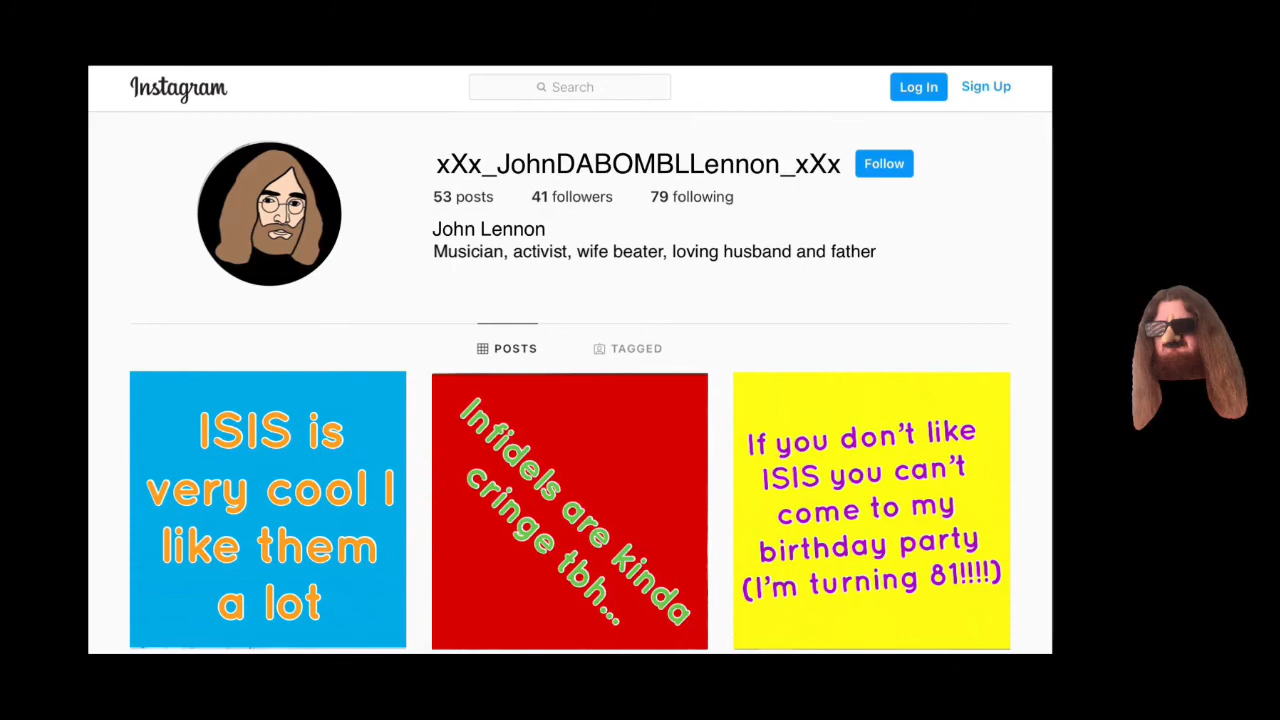 Instagram
Search
Log In
Sign Up
xXx_JohnDABOMBLLennon_xXx
Follow
53 posts 41 followers 79 following
John Lennon
Musician, activist, wife beater, loving husband and father
POSTS
TAGGED
ISIS is
very cool I
like them
a lot
Infidels are kinda
cringe tbh...
If you don't like
ISIS you can't
come to my
birthday party
(I'm turning 81!!!!)